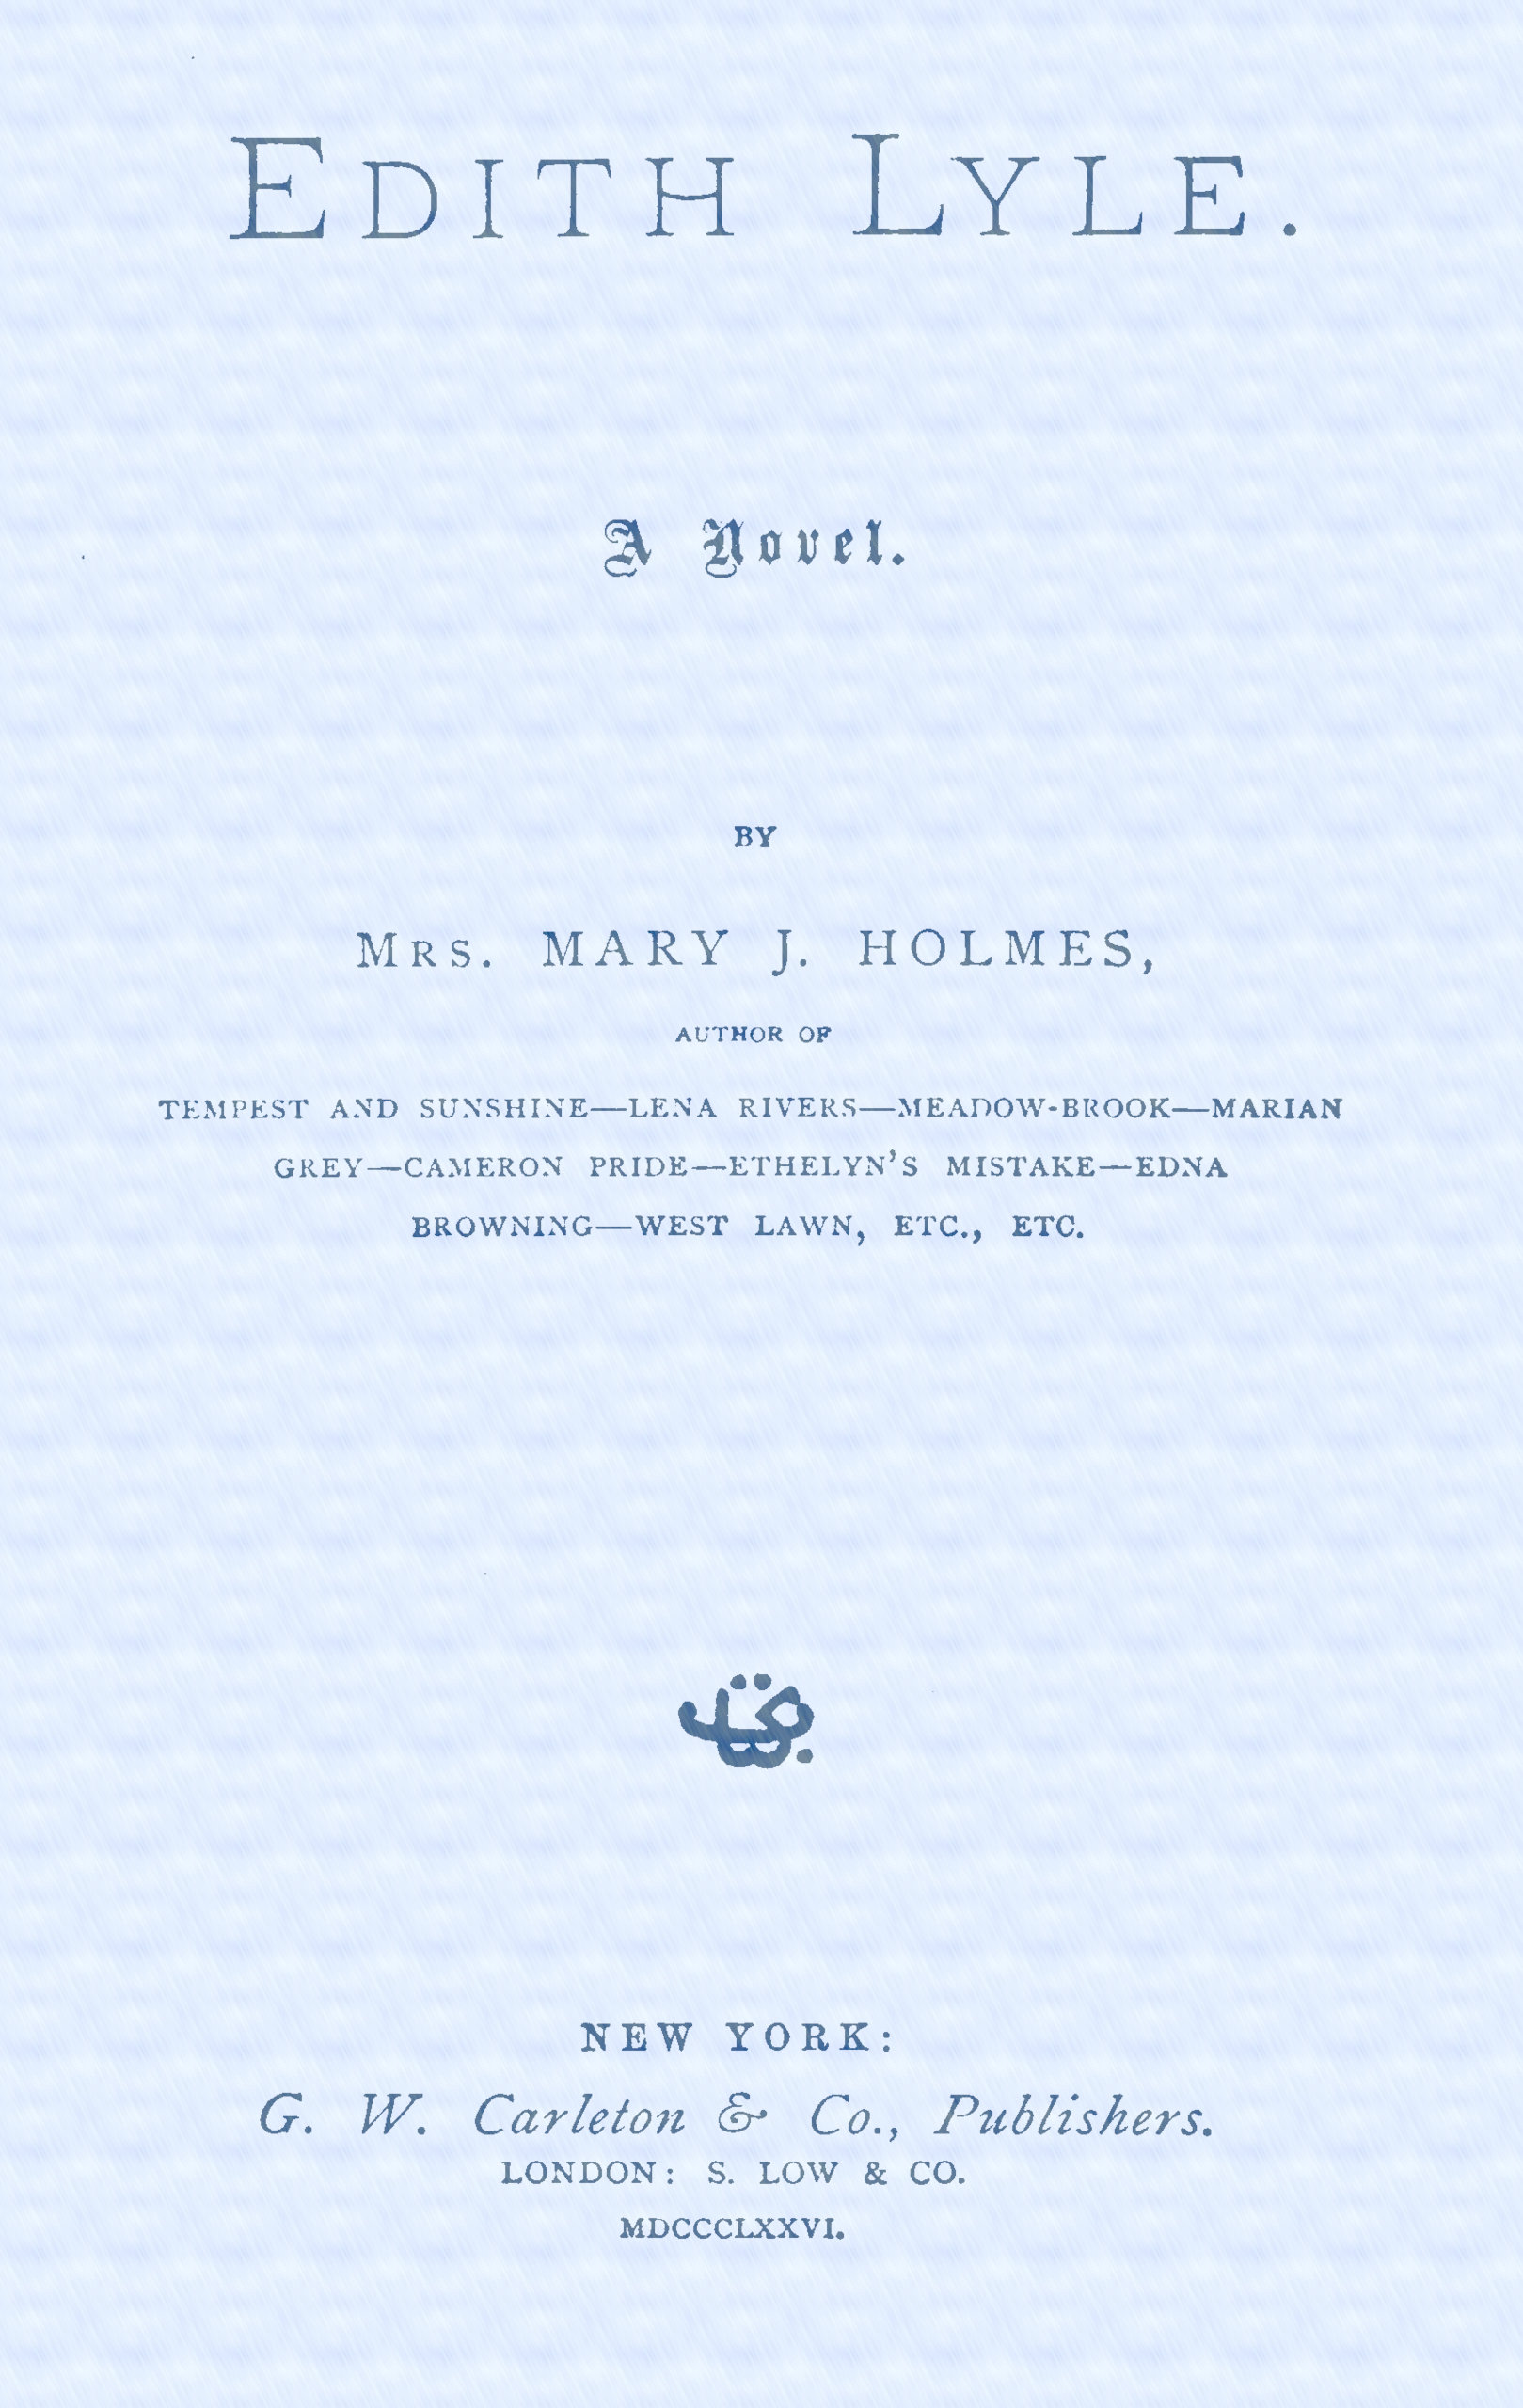 EDITH LYLE.
A Novel.
BY
MRS. MARY J. HOLMES,
AUTHOR OF
TEMPEST AND SUNSHINE—LENA RIVERS—MEADOW-BROOK—MARIAN
GREY—CAMERON PRIDE—ETHELYN'S MISTAKE—EDNA
BROWNING—WEST LAWN, ETC., ETC.
NEW YORK:
G. W. Carleton & Co., Publishers.
LONDON: S. LOW & CO.
MDCCCLXXVI.